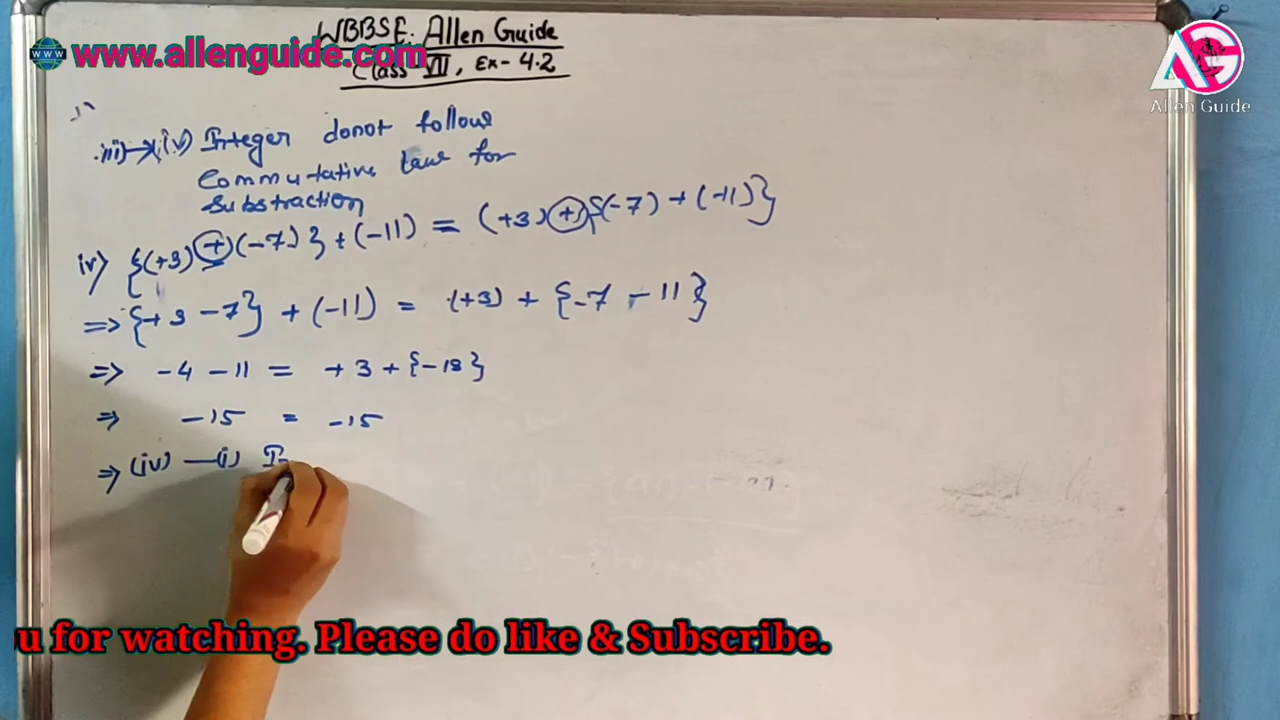 WBBSE: Allen Guide
www.allenguide.com
Class VII, Ex-4.2
Allen Guide
iii) → (iv) Integer donot follow
Commutative law for
Substraction
iv) {(+3) + (-7)} + (-11) = (+3) + {(-7) + (-11)}
⇒ {+3 - 7} + (-11) = (+3) + {-7 - 11}
⇒ -4 - 11 = +3 + {-18}
⇒ -15 = -15
⇒ (iv) — (i) In
u for watching. Please do like & Subscribe.